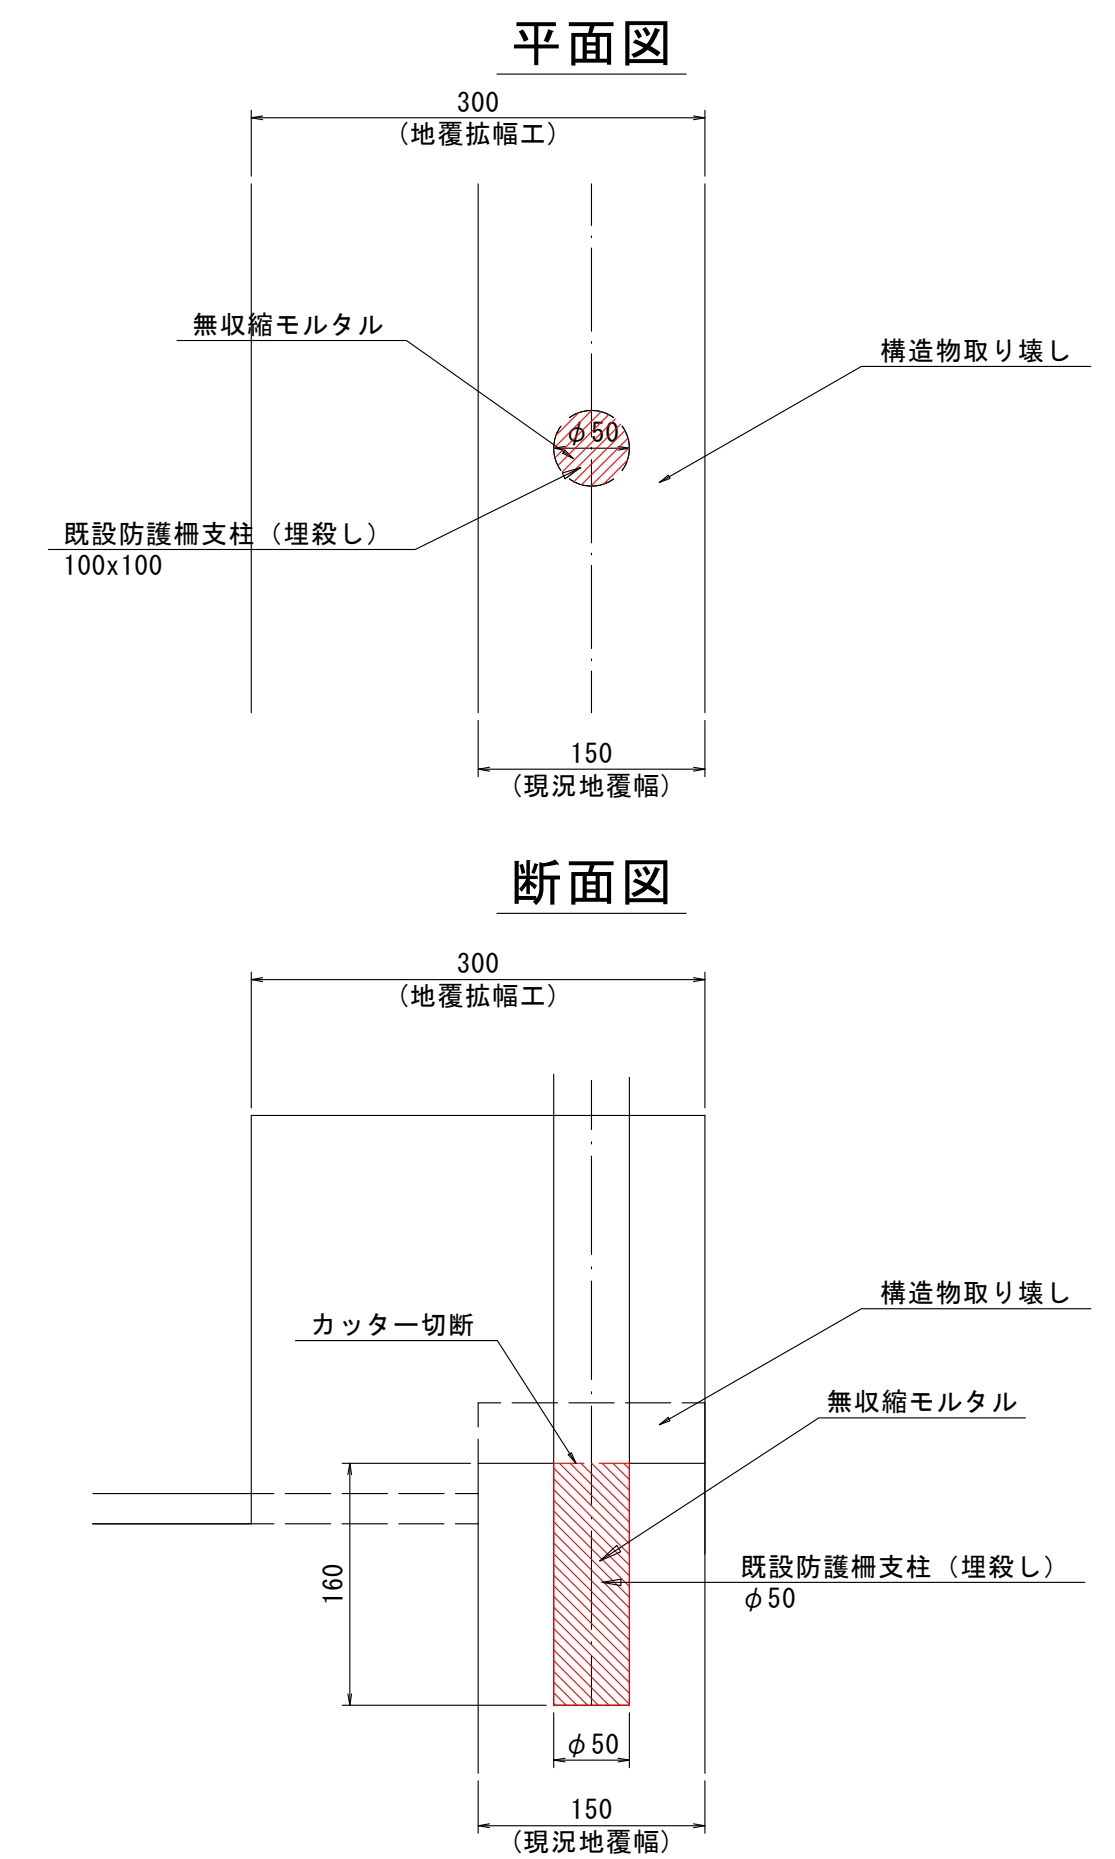 平面図
300
(地覆拡幅工)
無収縮モルタル
構造物取り壊し
φ50
既設防護柵支柱（埋殺し）
100x100
150
(現況地覆幅)
断面図
300
(地覆拡幅工)
構造物取り壊し
カッター切断
無収縮モルタル
160
既設防護柵支柱（埋殺し）
φ50
φ50
150
(現況地覆幅)